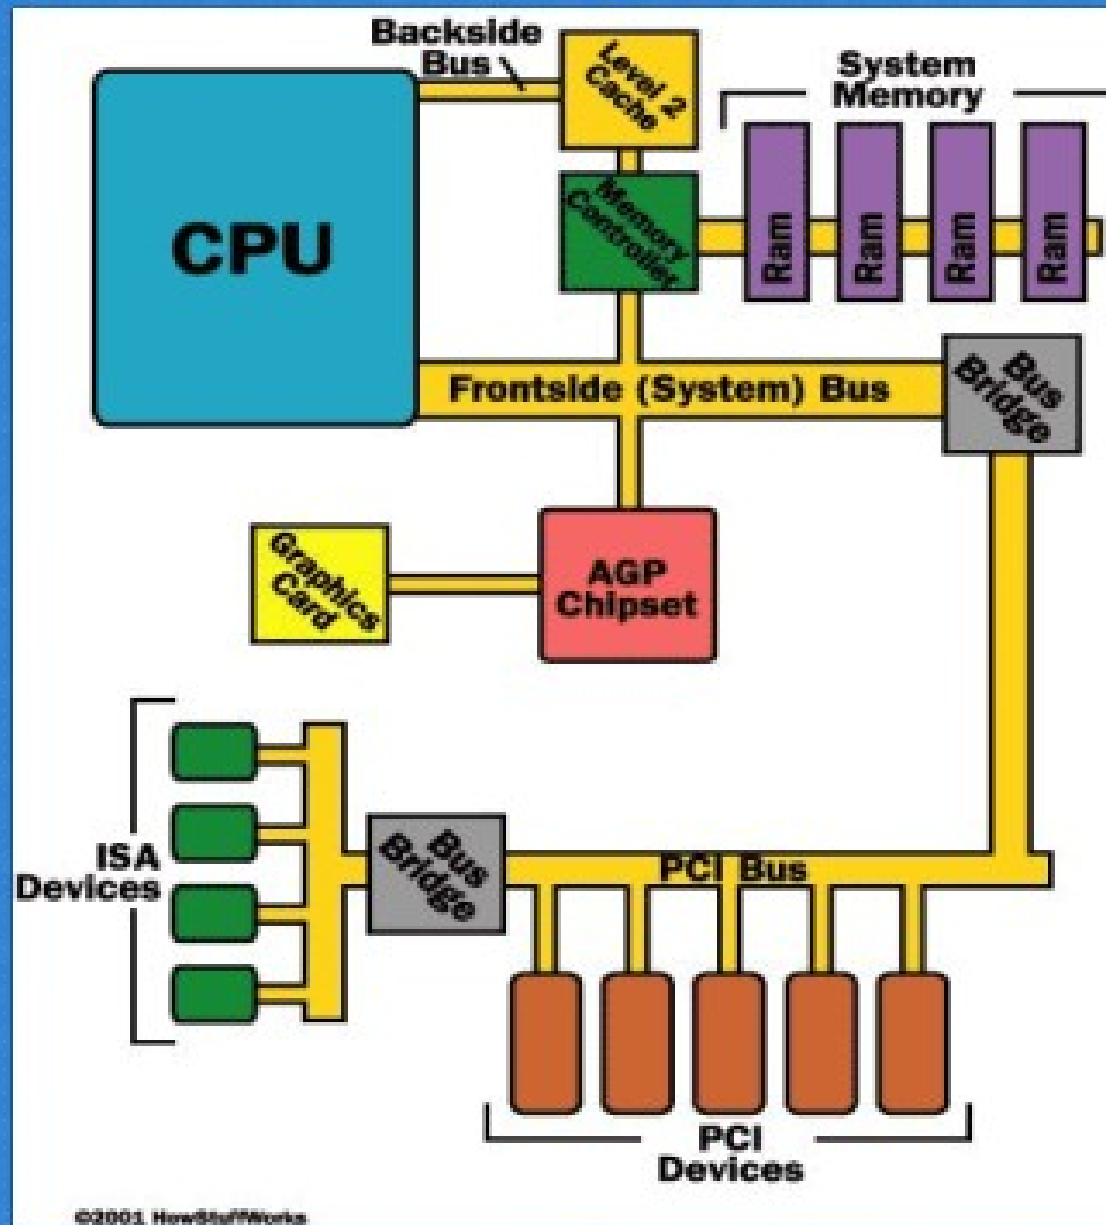 Backside
Bus
Level 2
Cache
System
Memory
CPU
Memory
Controller
Ram
Ram
Ram
Ram
Frontside (System) Bus
Bus
Bridge
Graphics
Card
AGP
Chipset
ISA
Devices
Bus
Bridge
PCI Bus
PCI
Devices
©2001 HowStuffWorks